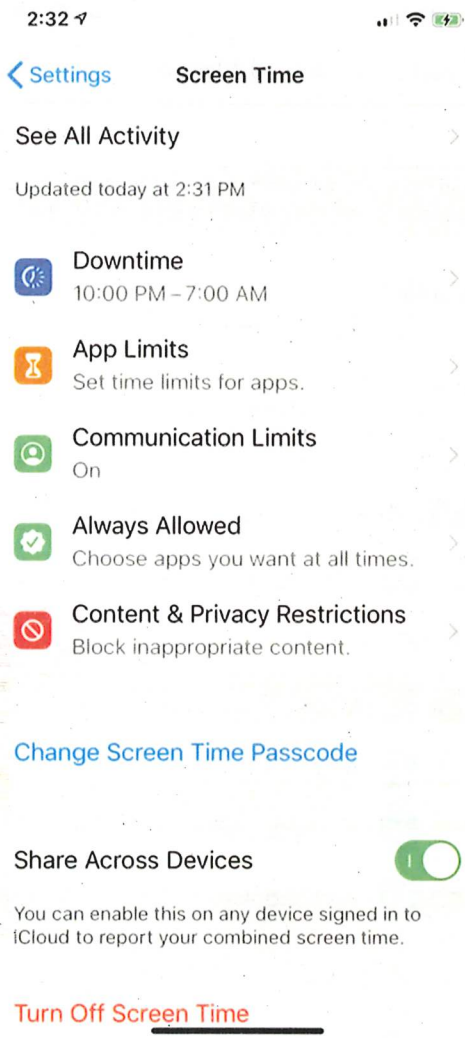 2:32
Settings
Screen Time
See All Activity
Updated today at 2:31 PM
Downtime
10:00 PM – 7:00 AM
App Limits
Set time limits for apps.
Communication Limits
On
Always Allowed
Choose apps you want at all times.
Content & Privacy Restrictions
Block inappropriate content.
Change Screen Time Passcode
Share Across Devices
You can enable this on any device signed in to
iCloud to report your combined screen time.
Turn Off Screen Time